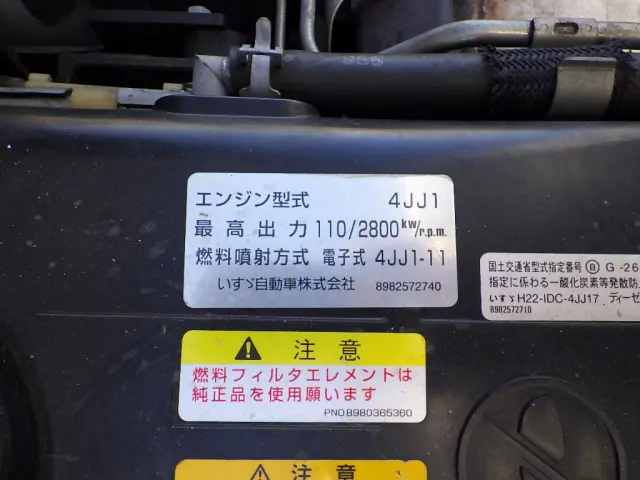 エンジン型式 4JJ1
最高出力 110/2800kW/r.p.m.
燃料噴射方式 電子式 4JJ1-11
いすゞ自動車株式会社 8982572740
国土交通省型式指定番号 G-26
指定に係わる一酸化炭素等発散防
いすゞH22-IDC-4JJ17 ディーゼ
8982572710
注意
燃料フィルタエレメントは
純正品を使用願います
PNO8980365360
注意